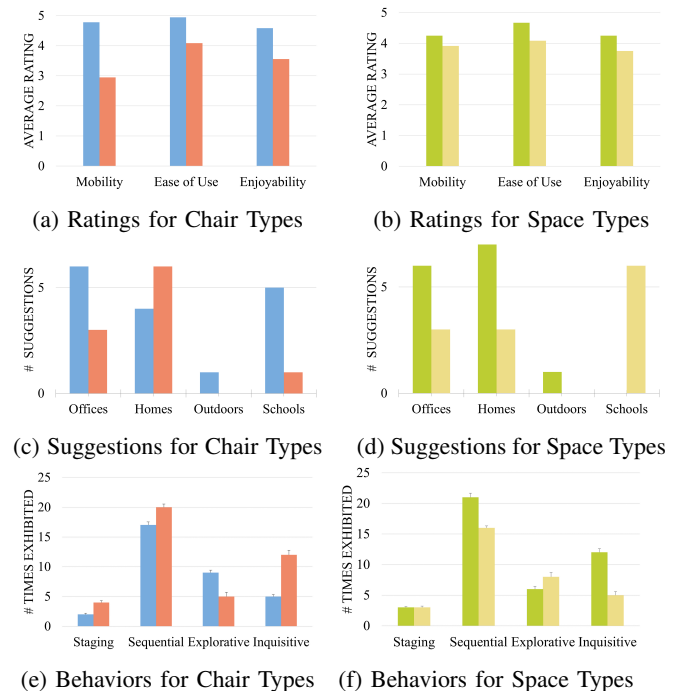 5
4
3
2
1
0
AVERAGE RATING
Mobility Ease of Use Enjoyability
(a) Ratings for Chair Types
5
4
3
2
1
0
AVERAGE RATING
Mobility Ease of Use Enjoyability
(b) Ratings for Space Types
5
0
# SUGGESTIONS
Offices Homes Outdoors Schools
(c) Suggestions for Chair Types
5
0
# SUGGESTIONS
Offices Homes Outdoors Schools
(d) Suggestions for Space Types
25
20
15
10
5
0
# TIMES EXHIBITED
Staging Sequential Explorative Inquisitive
(e) Behaviors for Chair Types
25
20
15
10
5
0
# TIMES EXHIBITED
Staging Sequential Explorative Inquisitive
(f) Behaviors for Space Types